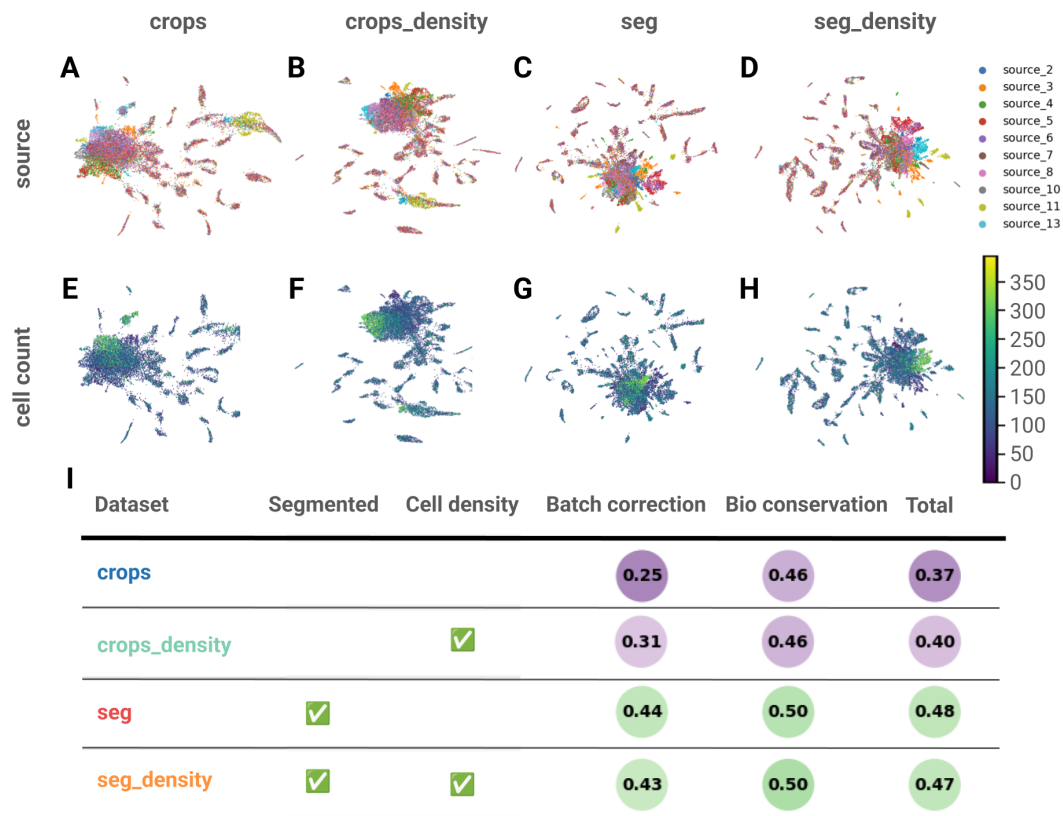 crops crops_density seg seg_density
A B C D
source
source_2
source_3
source_4
source_5
source_6
source_7
source_8
source_10
source_11
source_13
E F G H
cell count
350
300
250
200
150
100
50
0
I
Dataset Segmented Cell density Batch correction Bio conservation Total
crops 0.25 0.46 0.37
crops_density ✅ 0.31 0.46 0.40
seg ✅ 0.44 0.50 0.48
seg_density ✅ ✅ 0.43 0.50 0.47